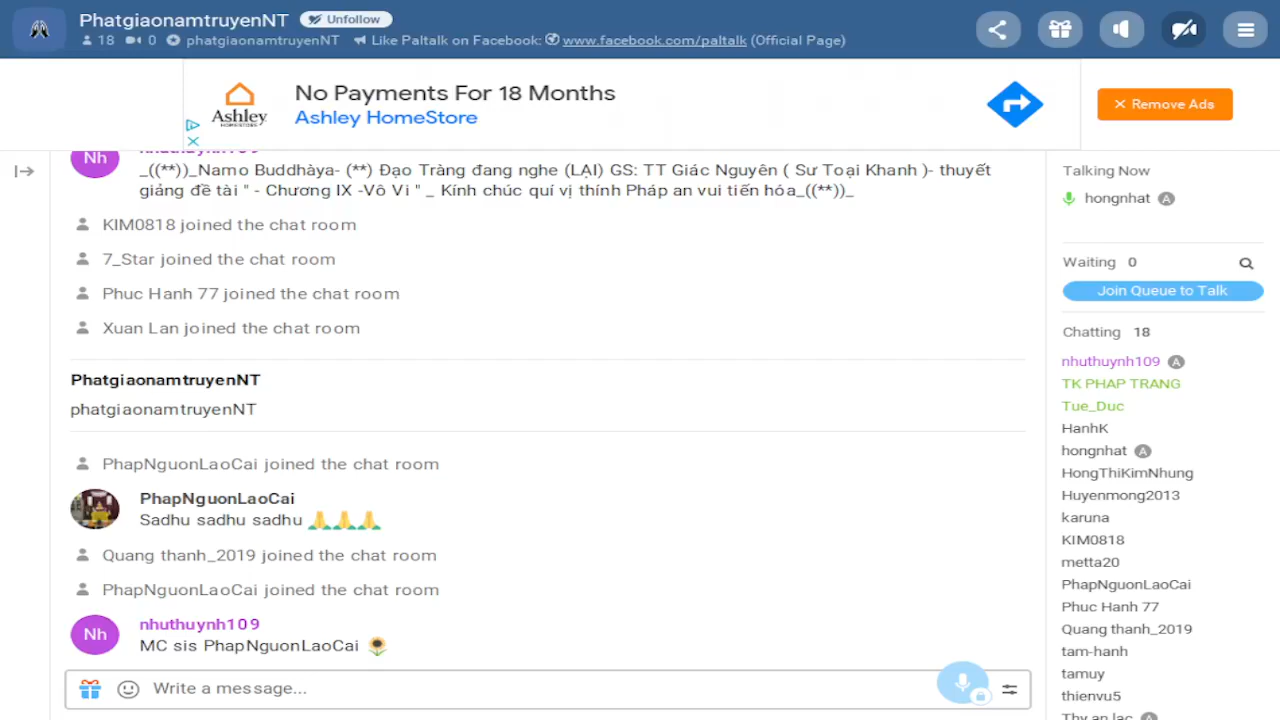 PhatgiaonamtruyenNT Unfollow
18 0 phatgiaonamtruyenNT Like Paltalk on Facebook: www.facebook.com/paltalk (Official Page)
No Payments For 18 Months
Ashley HomeStore
Ashley
HOMESTORE
Remove Ads
Nh nhuthuynh109
_((**))_Namo Buddhàya- (**) Đạo Tràng đang nghe (LẠI) GS: TT Giác Nguyên ( Sư Toại Khanh )- thuyết
giảng đề tài " - Chương IX -Vô Vi " _ Kính chúc quí vị thính Pháp an vui tiến hóa_((**))_
KIM0818 joined the chat room
7_Star joined the chat room
Phuc Hanh 77 joined the chat room
Xuan Lan joined the chat room
PhatgiaonamtruyenNT
phatgiaonamtruyenNT
PhapNguonLaoCai joined the chat room
PhapNguonLaoCai
Sadhu sadhu sadhu 🙏🙏🙏
Quang thanh_2019 joined the chat room
PhapNguonLaoCai joined the chat room
Nh nhuthuynh109
MC sis PhapNguonLaoCai 🌻
Write a message...
Talking Now
hongnhat A
Waiting 0
Join Queue to Talk
Chatting 18
nhuthuynh109 A
TK PHAP TRANG
Tue_Duc
HanhK
hongnhat A
HongThiKimNhung
Huyenmong2013
karuna
KIM0818
metta20
PhapNguonLaoCai
Phuc Hanh 77
Quang thanh_2019
tam-hanh
tamuy
thienvu5
Thy an lac A